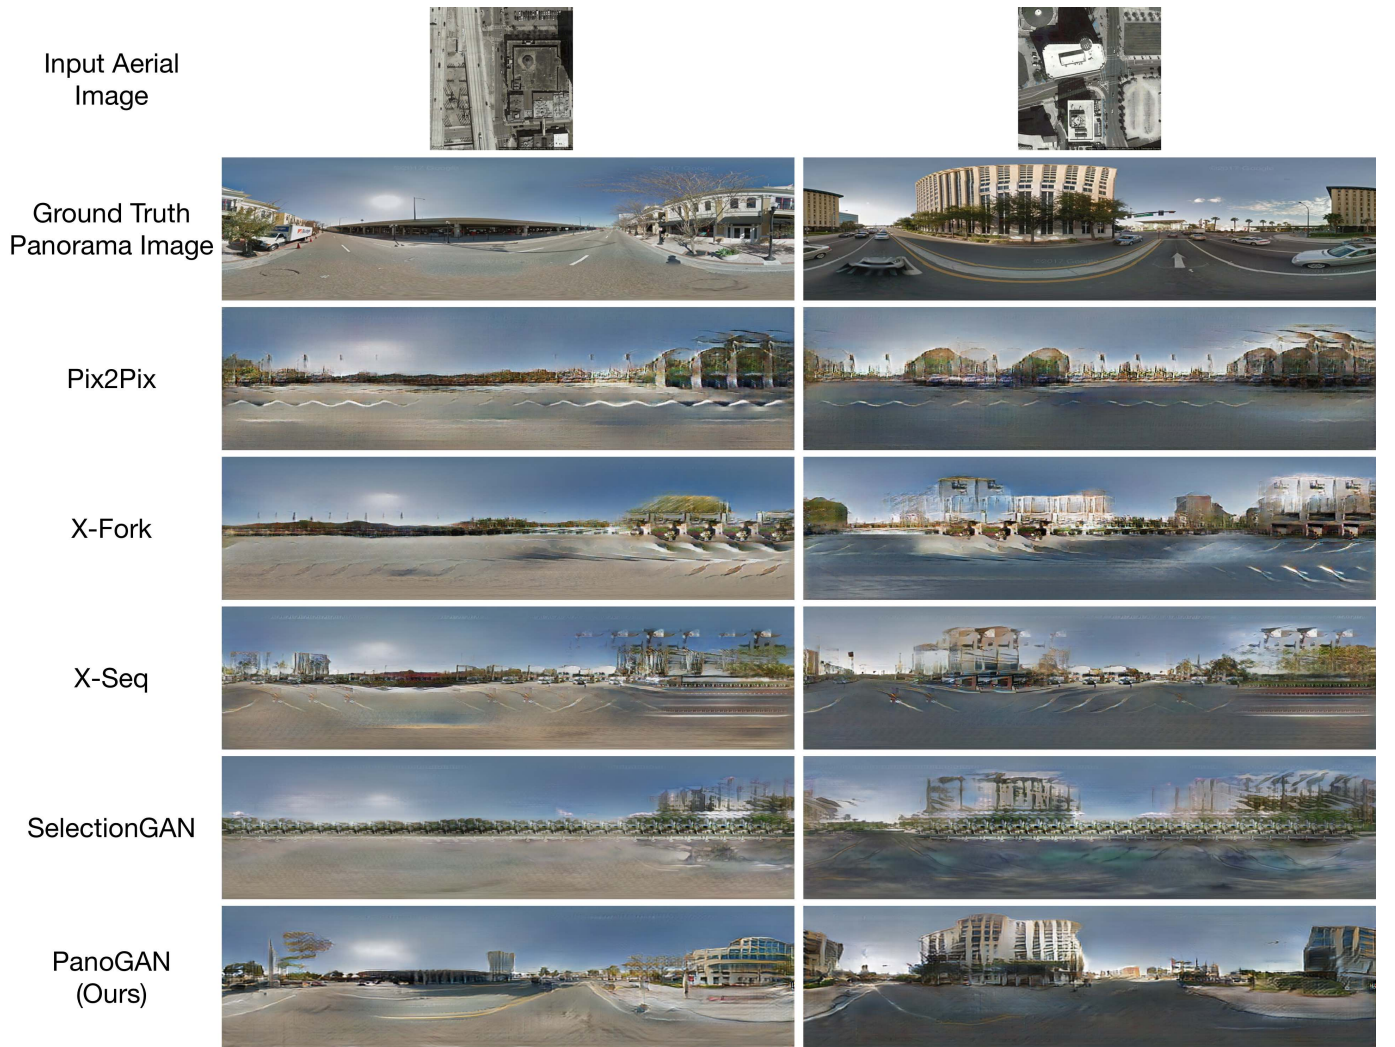 Input Aerial
Image
Ground Truth
Panorama Image
Pix2Pix
X-Fork
X-Seq
SelectionGAN
PanoGAN
(Ours)